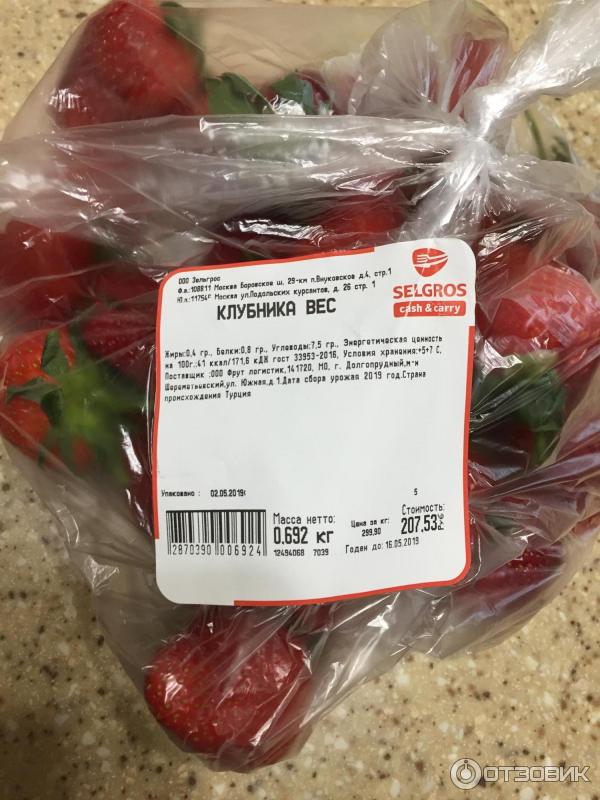 ООО Зельгрос
Ф.а.:108811 Москва Боровское ш, 29-км п.Внуковское д.4, стр.1
Москва ул.Подольских курсантов, д. 26 стр. 1
SELGROS
cash & carry
КЛУБНИКА ВЕС
Жиры:0,4 гр., Белки:0,8 гр., Углеводы:7,5 гр., Энергетическая ценность
на 100г.:41 ккал/171,6 кДЖ гост 33953-2016, Условия хранения:+5+7 С,
Поставщик :ООО Фрут логистик,141720, МО, г. Долгопрудный,м-н
Шереметьевский,ул. Южная,д.1.Дата сбора урожая 2019 год.Страна
происхождения Турция
Упаковано : 02.05.2019г
5
Масса нетто:
0.692 кг
12494068 7039
Цена за кг:
299,90
Стоимость:
207.53
Годен до:16.05.2019
2870390 006924
ОТЗОВИК